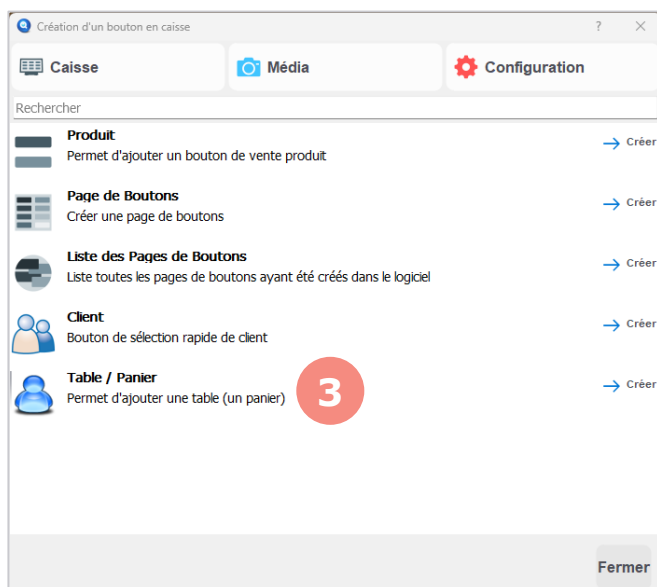 Création d'un bouton en caisse
?
Caisse
Média
Configuration
Rechercher
Produit
Permet d'ajouter un bouton de vente produit
Créer
Page de Boutons
Créer une page de boutons
Créer
Liste des Pages de Boutons
Liste toutes les pages de boutons ayant été créés dans le logiciel
Créer
Client
Bouton de sélection rapide de client
Créer
Table / Panier
Permet d'ajouter une table (un panier)
3
Créer
Fermer